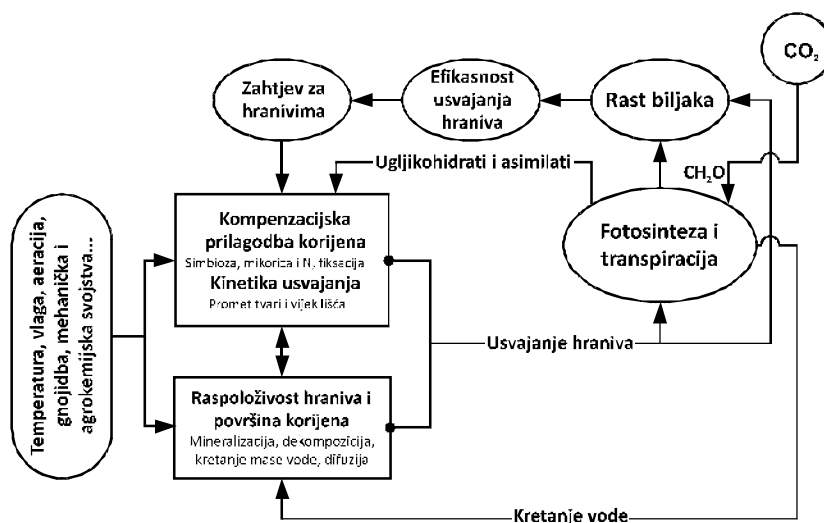 CO₂
Zahtjev za
hranivima
Efikasnost
usvajanja
hraniva
Rast biljaka
Ugljikohidrati i asimilati
CH₂O
Temperatura, vlaga, aeracija,
gnojidba, mehanička i
agrokemijska svojstva...
Kompenzacijska
prilagodba korijena
Simbioza, mikoriza i N₂ fiksacija
Kinetika usvajanja
Promet tvari i vijek lišća
Fotosinteza i
transpiracija
Usvajanje hraniva
Raspoloživost hraniva i
površina korijena
Mineralizacija, dekompozicija,
kretanje mase vode, difuzija
Kretanje vode